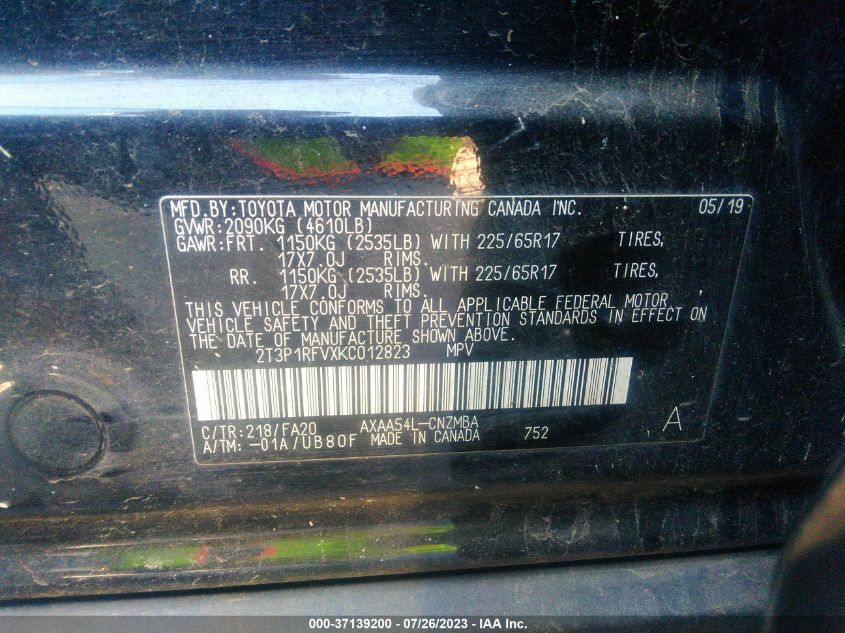 MFD.BY:TOYOTA MOTOR MANUFACTURING CANADA INC. 05/19
GVWR:2090KG (4610LB)
GAWR:FRT. 1150KG (2535LB) WITH 225/65R17 TIRES,
17X7.0J RIMS.
RR. 1150KG (2535LB) WITH 225/65R17 TIRES,
17X7.0J RIMS.
THIS VEHICLE CONFORMS TO ALL APPLICABLE FEDERAL MOTOR
VEHICLE SAFETY AND THEFT PREVENTION STANDARDS IN EFFECT ON
THE DATE OF MANUFACTURE SHOWN ABOVE.
2T3P1RFVXKC012823 MPV
C/TR:218/FA20 AXAA54L-CNZMBA A
A/TM:-01A/UB80F MADE IN CANADA 752
000-37139200 - 07/26/2023 - IAA Inc.